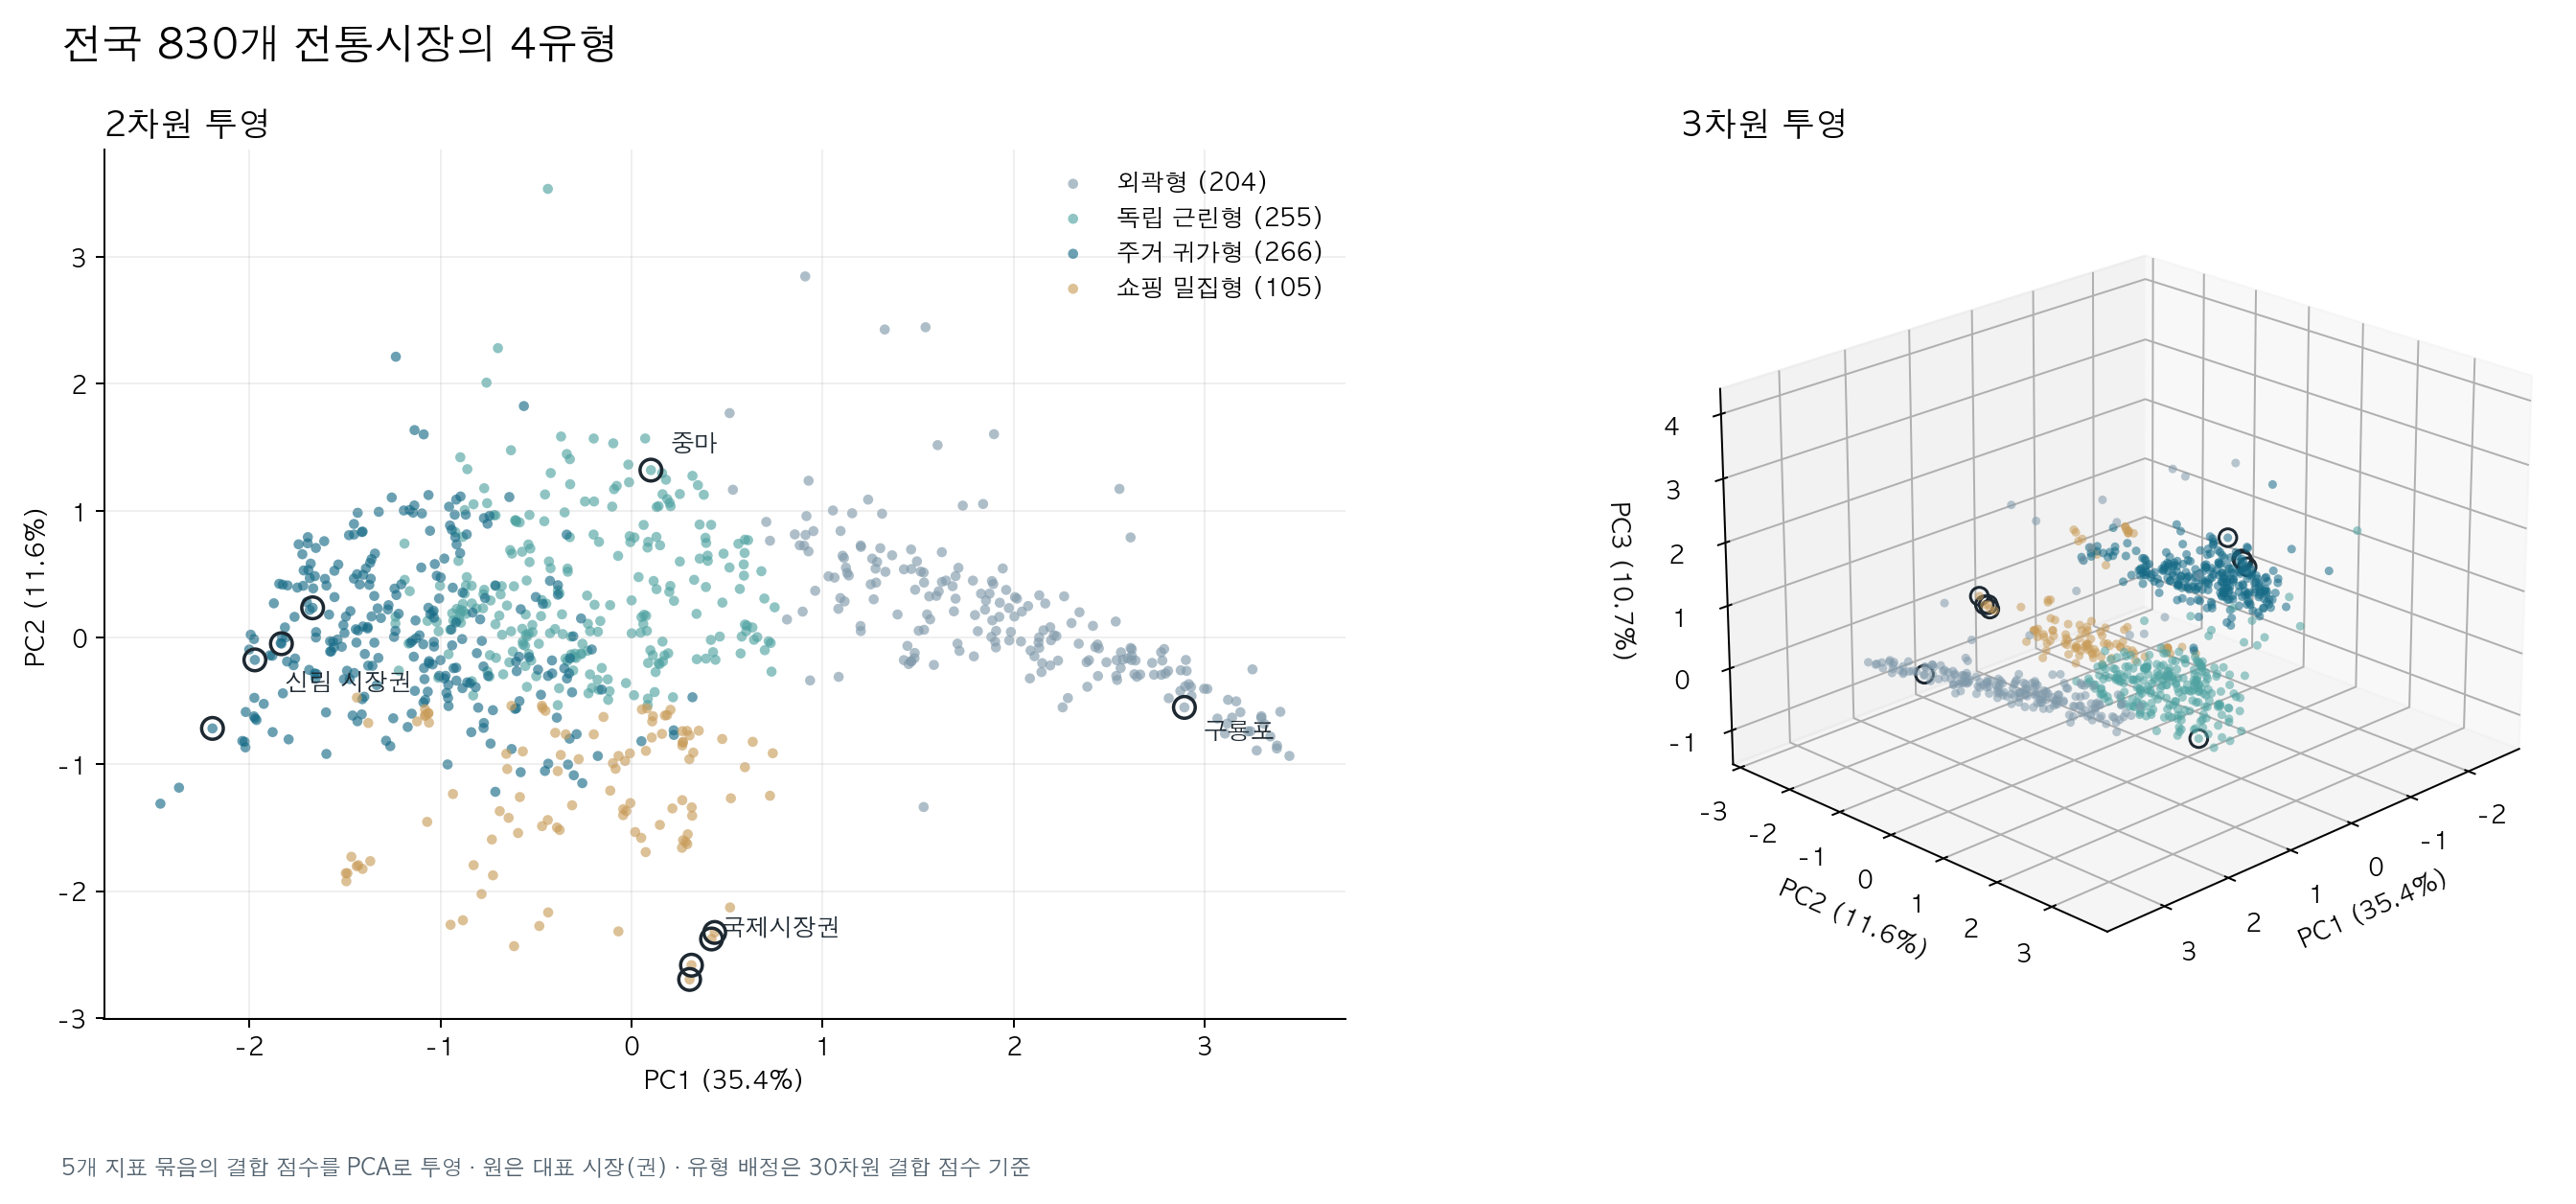 전국 830개 전통시장의 4유형
2차원 투영
외곽형 (204)
독립 근린형 (255)
주거 귀가형 (266)
쇼핑 밀집형 (105)
중마
신림 시장권
구룡포
국제시장권
3
2
1
0
-1
-2
-3
PC2 (11.6%)
-2
-1
0
1
2
3
PC1 (35.4%)
3차원 투영
4
3
2
1
0
-1
PC3 (10.7%)
-3
-2
-1
0
1
2
3
PC2 (11.6%)
3
2
1
0
-1
-2
PC1 (35.4%)
5개 지표 묶음의 결합 점수를 PCA로 투영 · 원은 대표 시장(권) · 유형 배정은 30차원 결합 점수 기준